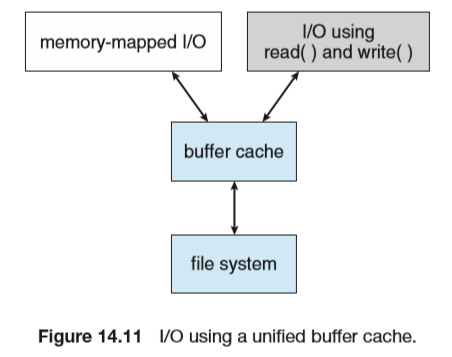 memory-mapped I/O
I/O using
read( ) and write( )
buffer cache
file system
Figure 14.11 I/O using a unified buffer cache.